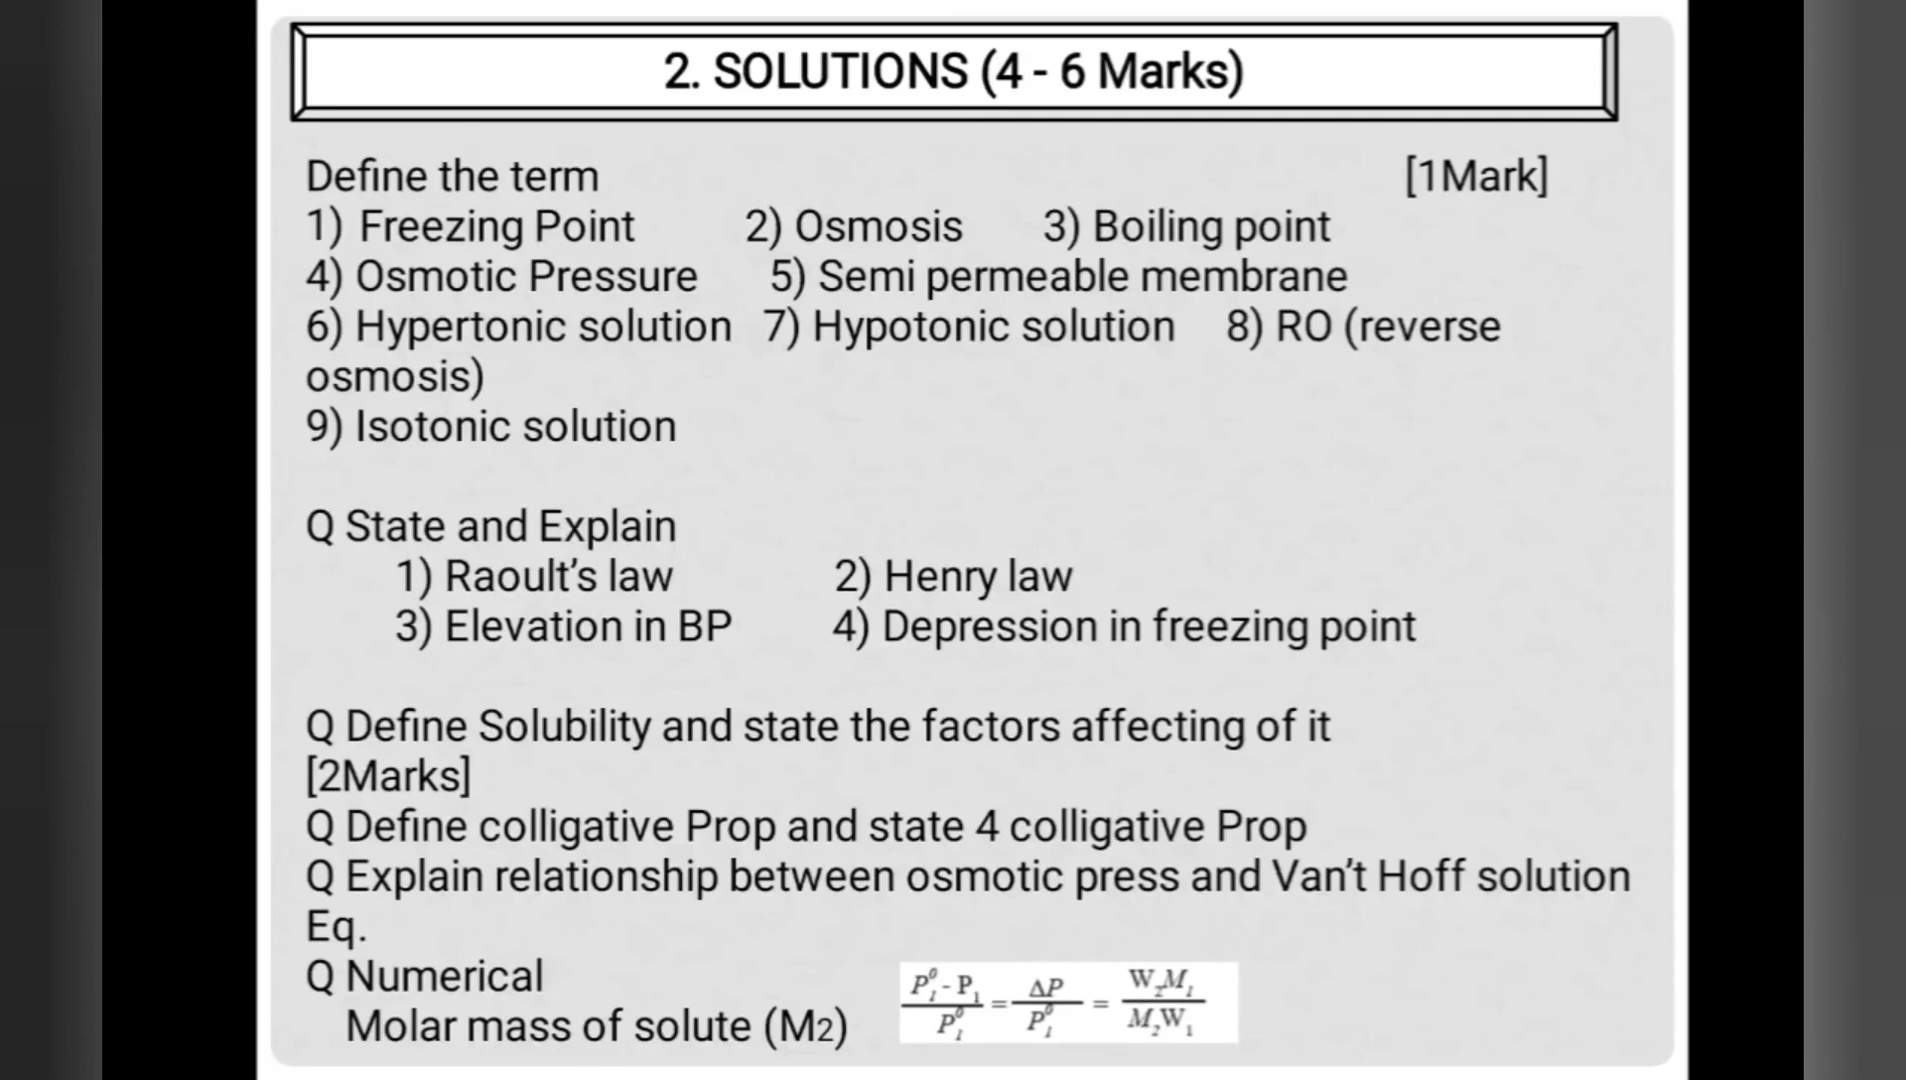 2. SOLUTIONS (4 - 6 Marks)
Define the term [1Mark]
1) Freezing Point 2) Osmosis 3) Boiling point
4) Osmotic Pressure 5) Semi permeable membrane
6) Hypertonic solution 7) Hypotonic solution 8) RO (reverse
osmosis)
9) Isotonic solution
Q State and Explain
1) Raoult's law 2) Henry law
3) Elevation in BP 4) Depression in freezing point
Q Define Solubility and state the factors affecting of it
[2Marks]
Q Define colligative Prop and state 4 colligative Prop
Q Explain relationship between osmotic press and Van't Hoff solution
Eq.
Q Numerical
Molar mass of solute (M2) (P₁⁰ - P₁)/P₁⁰ = ΔP/P₁⁰ = W₂M₁/M₂W₁